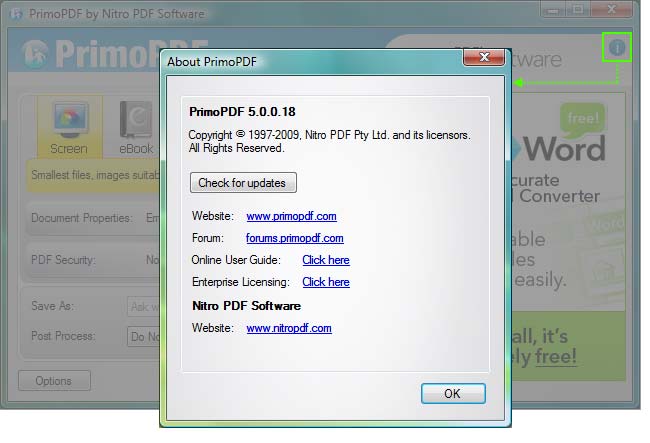 PrimoPDF by Nitro PDF Software
PrimoPDF
Software
i
Screen
eBook
Smallest files, images suitab
Document Properties:
PDF Security:
Save As:
Ask w
Post Process:
Do No
Options
About PrimoPDF
PrimoPDF 5.0.0.18
Copyright © 1997-2009, Nitro PDF Pty Ltd. and its licensors.
All Rights Reserved.
Check for updates
Website: www.primopdf.com
Forum: forums.primopdf.com
Online User Guide: Click here
Enterprise Licensing: Click here
Nitro PDF Software
Website: www.nitropdf.com
OK
free!
Word
curate
Converter
able
les
easily.
all, it's
ely free!